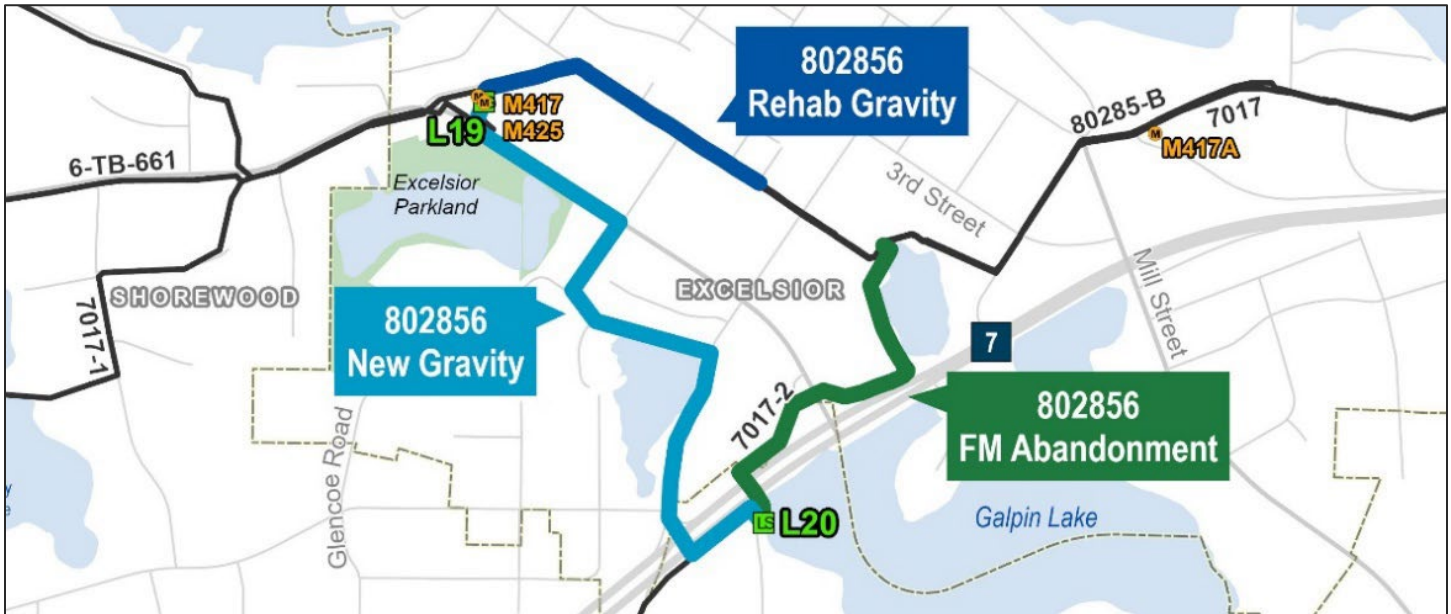 802856
Rehab Gravity
80285-B
7017
M417
M425
L19
M
M
M
M417A
6-TB-661
Excelsior
Parkland
3rd Street
Mill Street
SHOREWOOD
EXCELSIOR
7017-1
802856
New Gravity
7
7017-2
802856
FM Abandonment
Glencoe Road
LS
L20
Galpin Lake